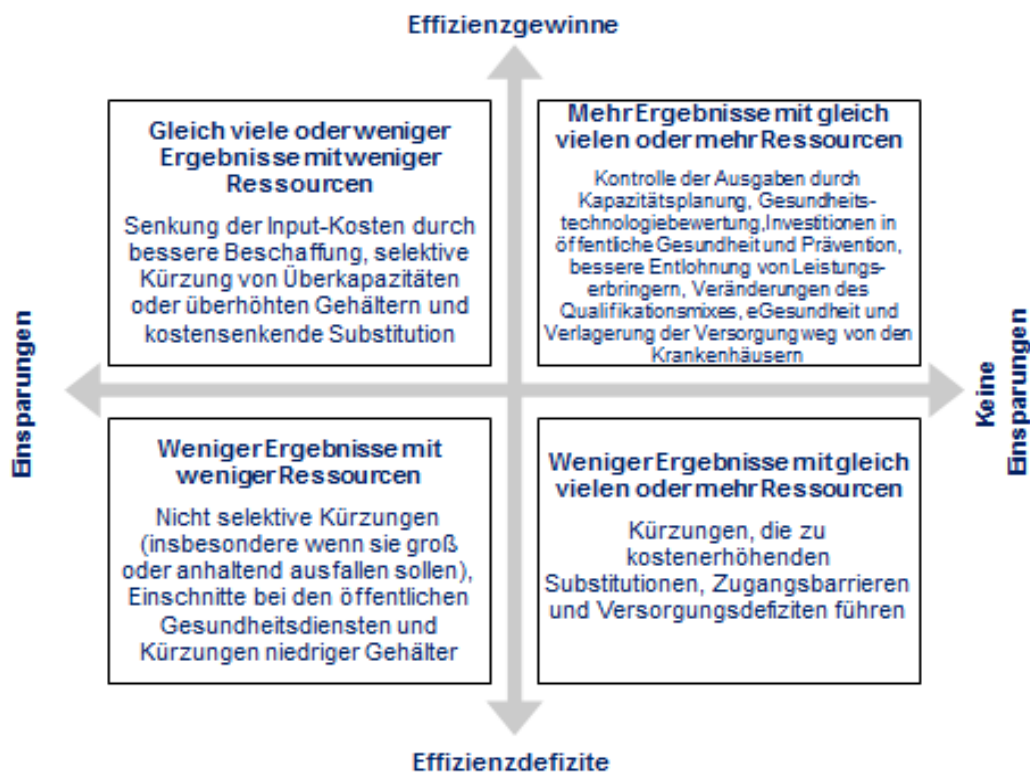 Effizienzgewinne
Gleich viele oder weniger
Ergebnisse mit weniger
Ressourcen
Senkung der Input-Kosten durch
bessere Beschaffung, selektive
Kürzung von Überkapazitäten
oder überhöhten Gehältern und
kostensenkende Substitution
Mehr Ergebnisse mit gleich
vielen oder mehr Ressourcen
Kontrolle der Ausgaben durch
Kapazitätsplanung, Gesundheits-
technologiebewertung,Investitionen in
öffentliche Gesundheit und Prävention,
bessere Entlohnung von Leistungs-
erbringern, Veränderungen des
Qualifikationsmixes, eGesundheit und
Verlagerung der Versorgung weg von den
Krankenhäusern
Einsparungen
Keine
Einsparungen
Weniger Ergebnisse mit
weniger Ressourcen
Nicht selektive Kürzungen
(insbesondere wenn sie groß
oder anhaltend ausfallen sollen),
Einschnitte bei den öffentlichen
Gesundheitsdiensten und
Kürzungen niedriger Gehälter
Weniger Ergebnisse mit gleich
vielen oder mehr Ressourcen
Kürzungen, die zu
kostenerhöhenden
Substitutionen, Zugangsbarrieren
und Versorgungsdefiziten führen
Effizienzdefizite